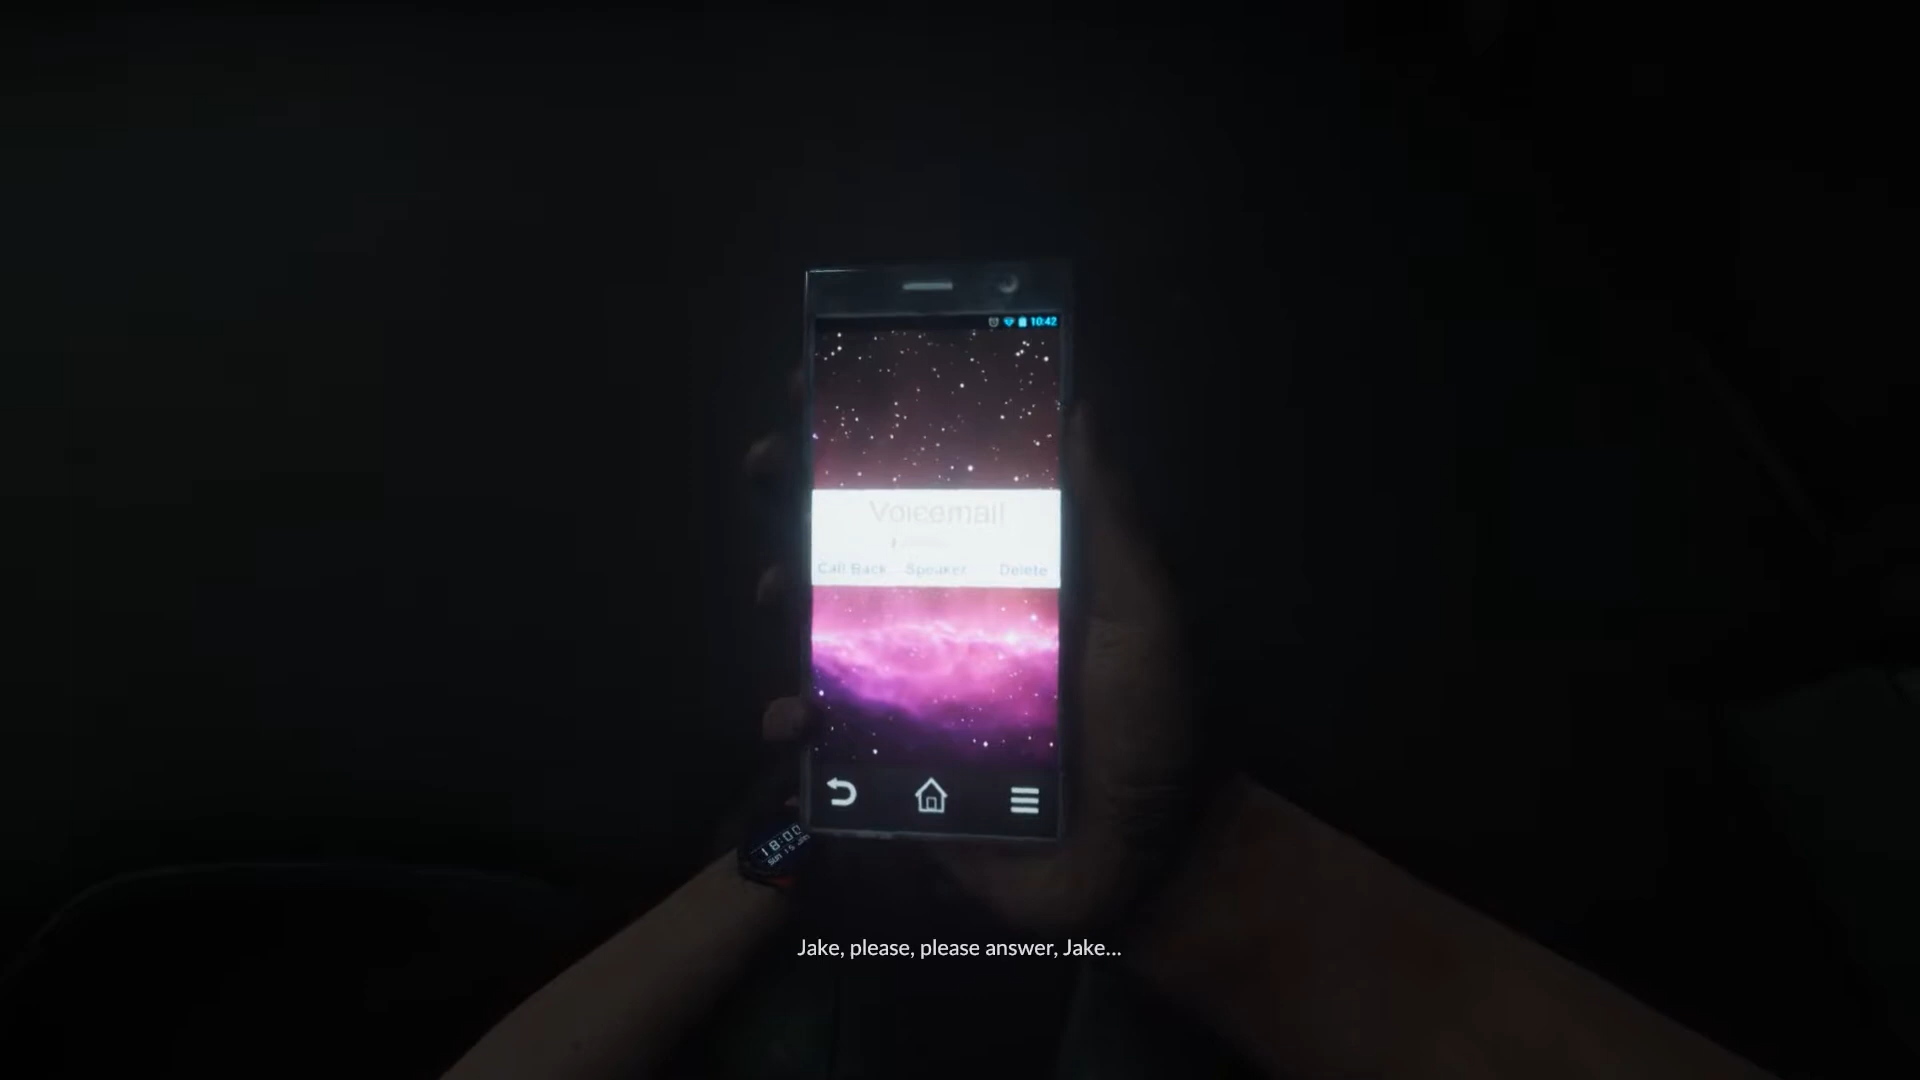 10:42
Voicemail
Call Back Speaker Delete
18:00
Jake, please, please answer, Jake...